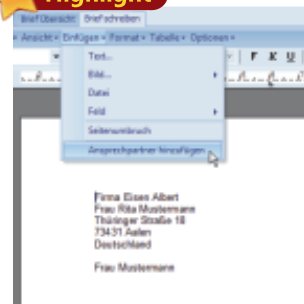 Highlight
Brief Übersicht Brief schreiben
Ansicht Einfügen Format Tabelle Optionen
F K U
Text...
Bild...
Datei
Feld
Seitenumbruch
Ansprechpartner hinzufügen
Firma Eisen Albert
Frau Rita Mustermann
Thüringer Straße 18
73431 Aalen
Deutschland
Frau Mustermann